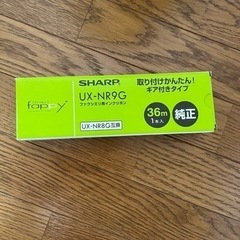 fappy
SHARP
UX-NR9G
ファクシミリ用インクリボン
UX-NR8G互換
取り付けかんたん!
ギア付きタイプ
36m
1本入
純正